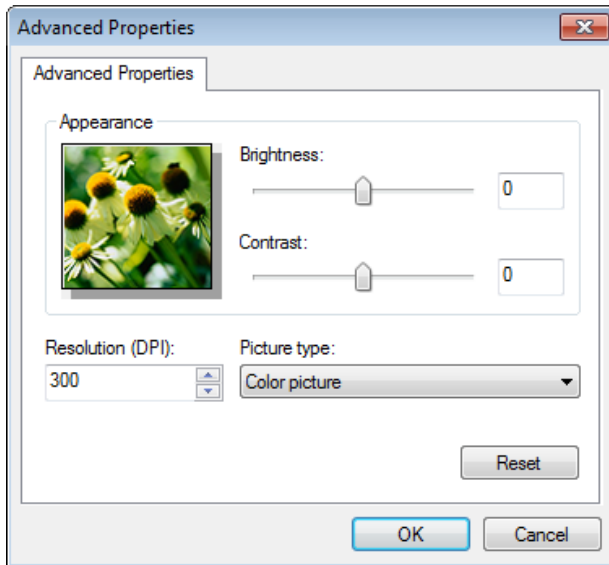 Advanced Properties
Advanced Properties
Appearance
Brightness:
0
Contrast:
0
Resolution (DPI):
Picture type:
300
Color picture
Reset
OK
Cancel